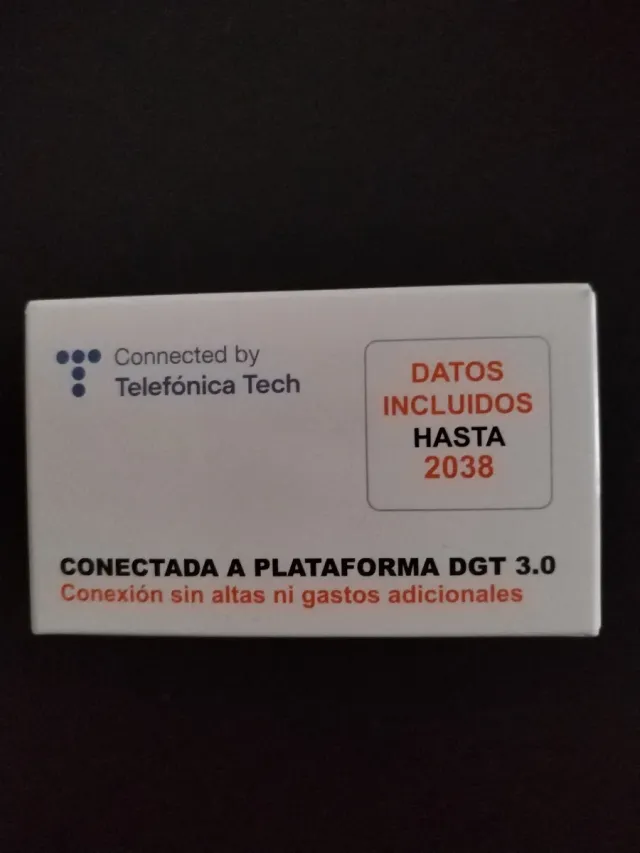 Connected by
Telefónica Tech
DATOS
INCLUIDOS
HASTA
2038
CONECTADA A PLATAFORMA DGT 3.0
Conexión sin altas ni gastos adicionales